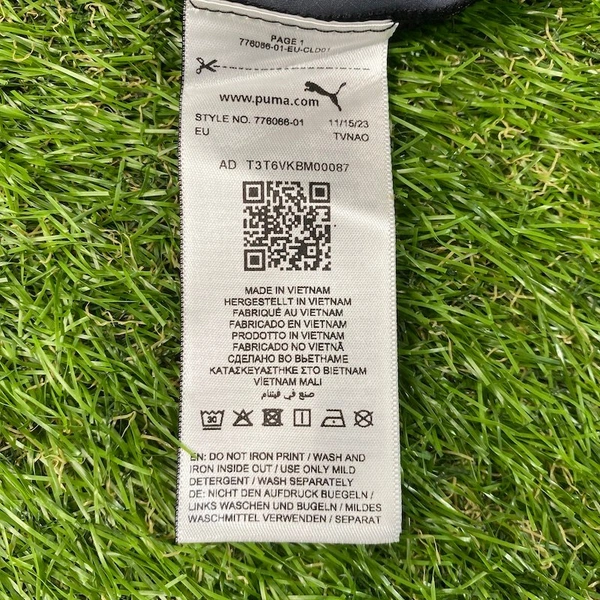 PAGE 1
776066-01-EU-CLD01
www.puma.com
STYLE NO. 776066-01 11/15/23
EU TVNAO
AD T3T6VKBM00087
MADE IN VIETNAM
HERGESTELLT IN VIETNAM
FABRIQUÉ AU VIETNAM
FABRICADO EN VIETNAM
PRODOTTO IN VIETNAM
FABRICADO NO VIETNÃ
СДЕЛАНО ВО ВЬЕТНАМЕ
ΚΑΤΑΣΚΕΥΑΣΤΗΚΕ ΣΤΟ ΒΙΕΤΝΑΜ
VİETNAM MALI
صنع في فيتنام
30
EN: DO NOT IRON PRINT / WASH AND
IRON INSIDE OUT / USE ONLY MILD
DETERGENT / WASH SEPARATELY
DE: NICHT DEN AUFDRUCK BUEGELN /
LINKS WASCHEN UND BUGELN / MILDES
WASCHMITTEL VERWENDEN / SEPARAT